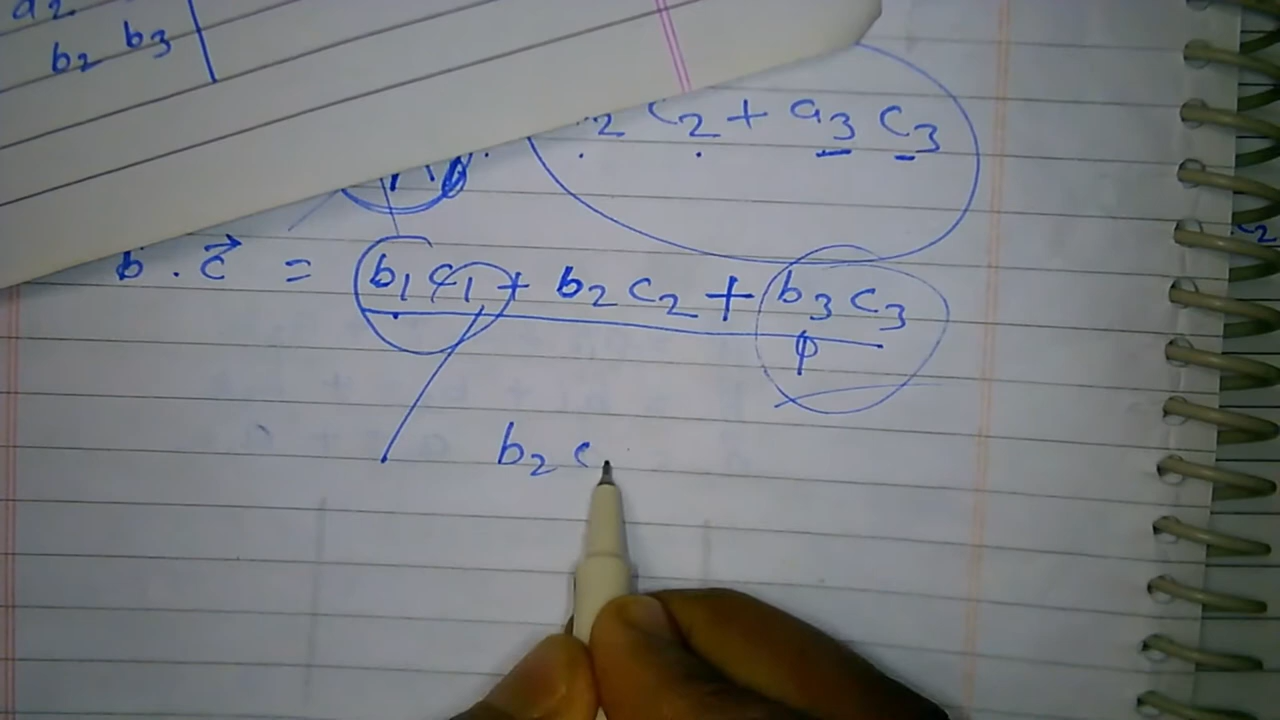 a2
b2 b3
2 c2 + a3 c3
b . c⃗ = b1 c1 + b2 c2 + b3 c3
b2 c